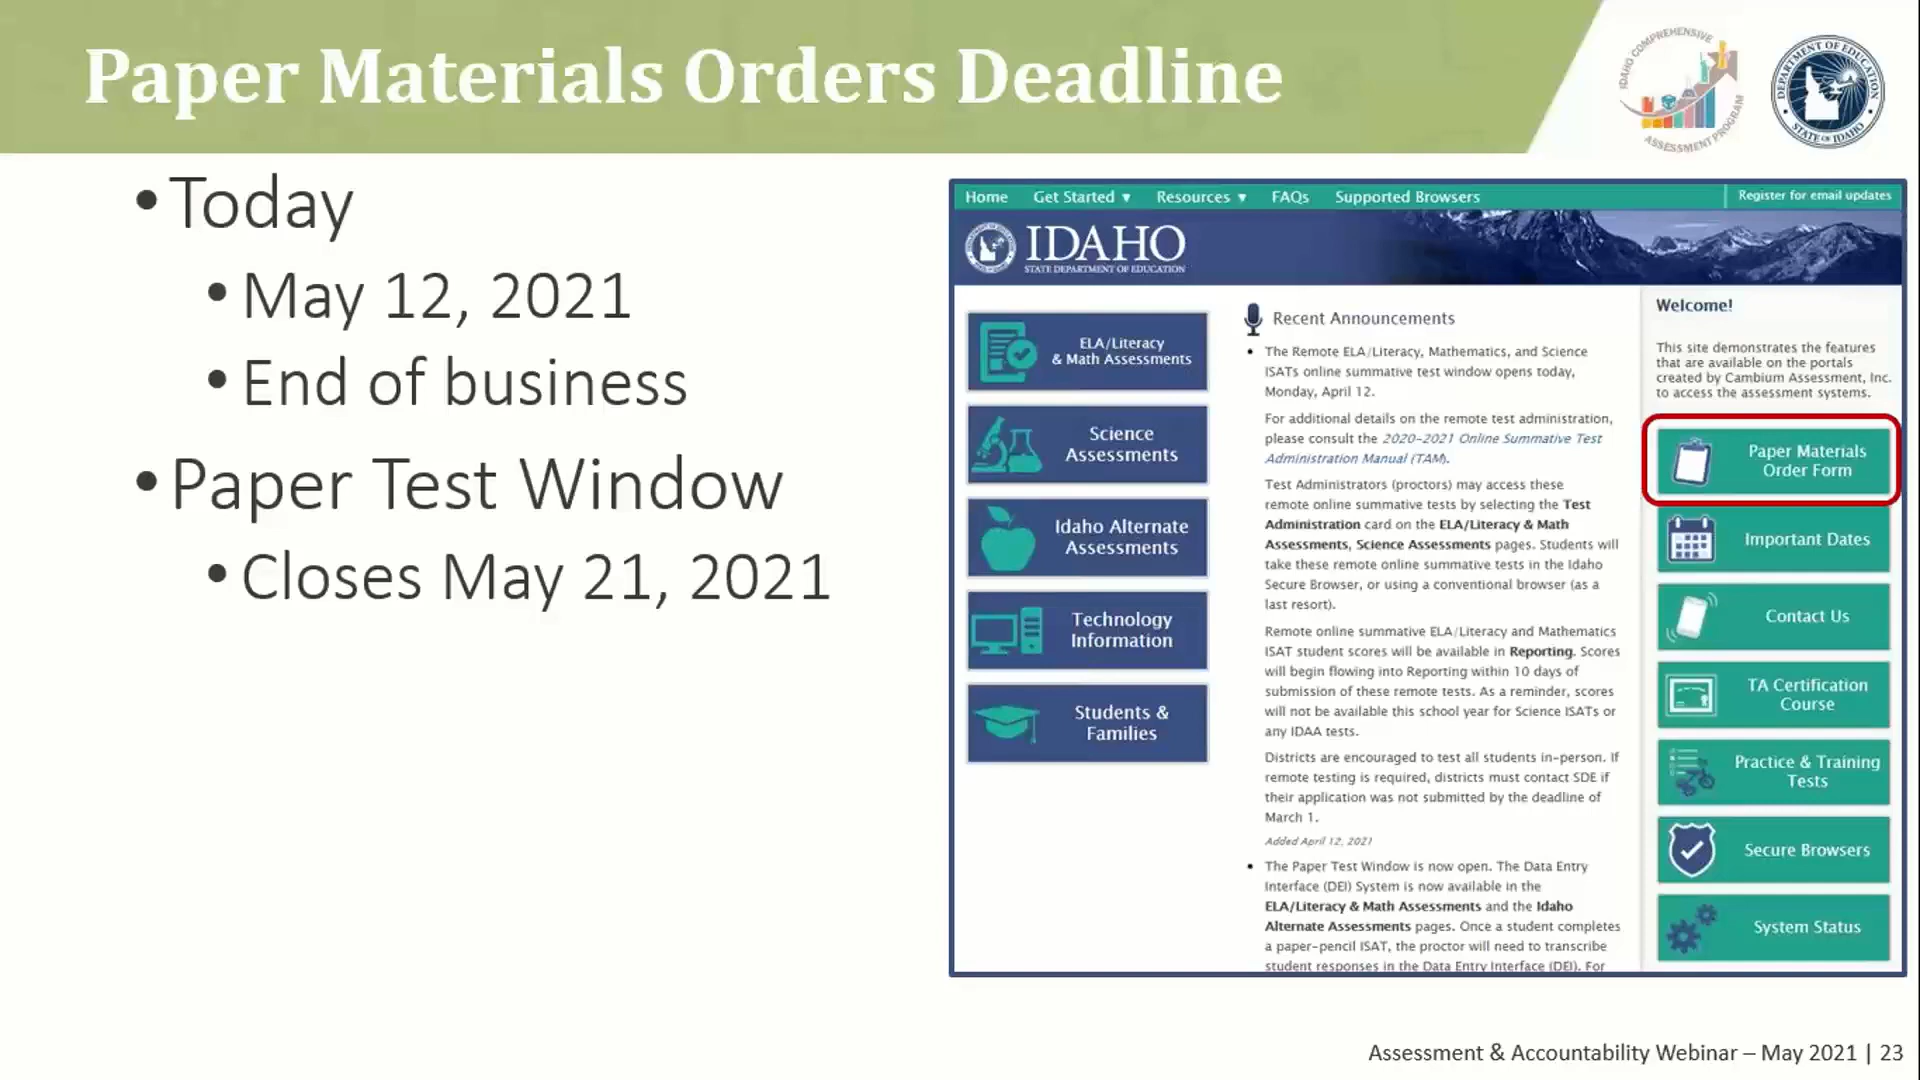 Paper Materials Orders Deadline
IDAHO COMPREHENSIVE
ASSESSMENT PROGRAM
DEPARTMENT OF EDUCATION
STATE OF IDAHO
• Today
• May 12, 2021
• End of business
• Paper Test Window
• Closes May 21, 2021
Home Get Started ▼ Resources ▼ FAQs Supported Browsers Register for email updates
IDAHO
STATE DEPARTMENT OF EDUCATION
ELA/Literacy
& Math Assessments
Science
Assessments
Idaho Alternate
Assessments
Technology
Information
Students &
Families
Recent Announcements
• The Remote ELA/Literacy, Mathematics, and Science
ISATs online summative test window opens today,
Monday, April 12.
For additional details on the remote test administration,
please consult the 2020-2021 Online Summative Test
Administration Manual (TAM).
Test Administrators (proctors) may access these
remote online summative tests by selecting the Test
Administration card on the ELA/Literacy & Math
Assessments, Science Assessments pages. Students will
take these remote online summative tests in the Idaho
Secure Browser, or using a conventional browser (as a
last resort).
Remote online summative ELA/Literacy and Mathematics
ISAT student scores will be available in Reporting. Scores
will begin flowing into Reporting within 10 days of
submission of these remote tests. As a reminder, scores
will not be available this school year for Science ISATs or
any IDAA tests.
Districts are encouraged to test all students in-person. If
remote testing is required, districts must contact SDE if
their application was not submitted by the deadline of
March 1.
Added April 12, 2021
• The Paper Test Window is now open. The Data Entry
Interface (DEI) System is now available in the
ELA/Literacy & Math Assessments and the Idaho
Alternate Assessments pages. Once a student completes
a paper-pencil ISAT, the proctor will need to transcribe
student responses in the Data Entry Interface (DEI). For
Welcome!
This site demonstrates the features
that are available on the portals
created by Cambium Assessment, Inc.
to access the assessment systems.
Paper Materials
Order Form
Important Dates
Contact Us
TA Certification
Course
Practice & Training
Tests
Secure Browsers
System Status
Assessment & Accountability Webinar – May 2021 | 23